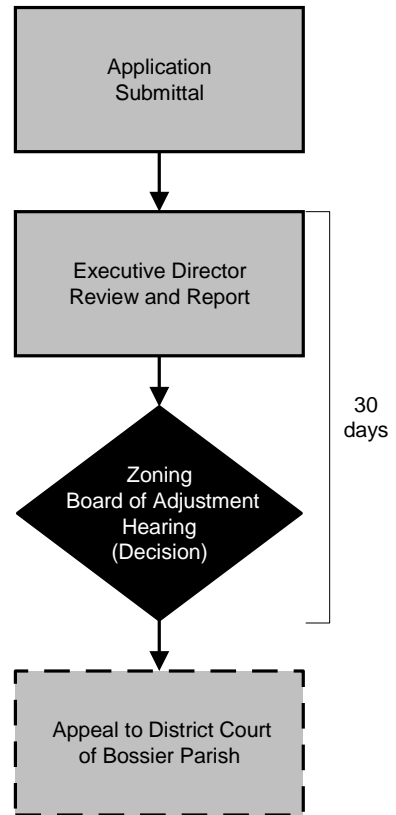 Application
Submittal
Executive Director
Review and Report
30
days
Zoning
Board of Adjustment
Hearing
(Decision)
Appeal to District Court
of Bossier Parish